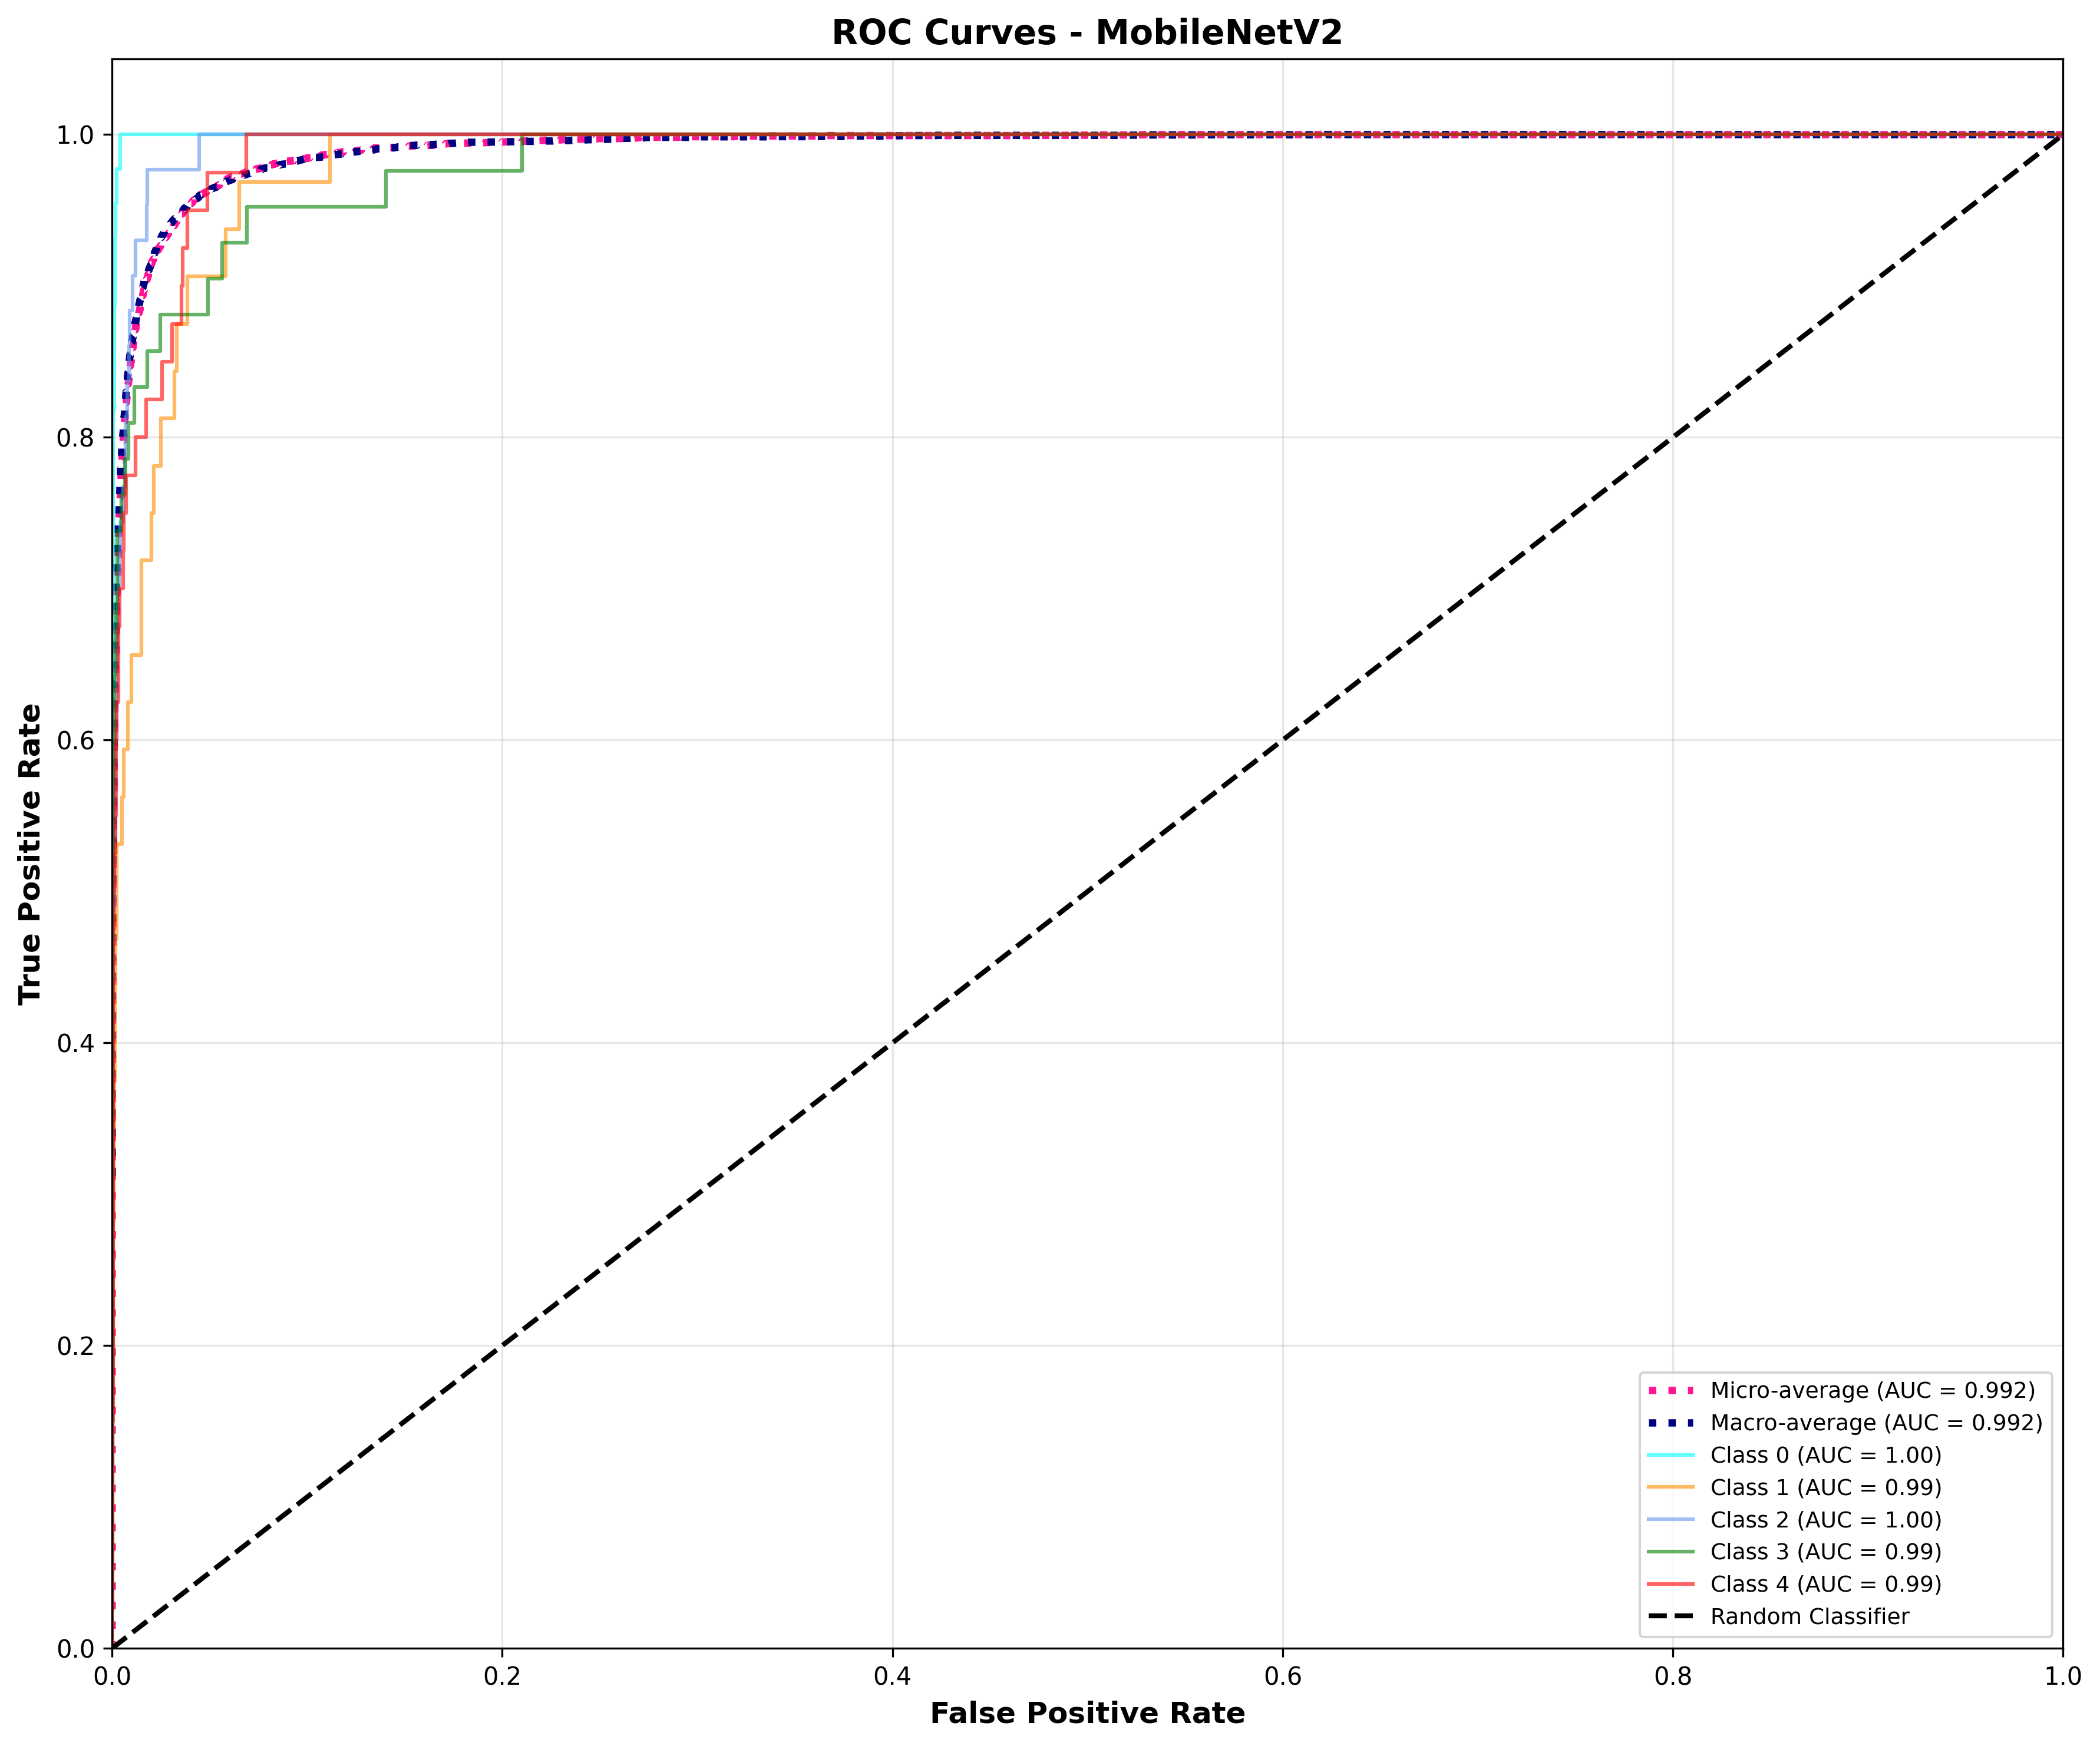 ROC Curves - MobileNetV2
True Positive Rate
1.0
0.8
0.6
0.4
0.2
0.0
0.0 0.2 0.4 0.6 0.8 1.0
False Positive Rate
Micro-average (AUC = 0.992)
Macro-average (AUC = 0.992)
Class 0 (AUC = 1.00)
Class 1 (AUC = 0.99)
Class 2 (AUC = 1.00)
Class 3 (AUC = 0.99)
Class 4 (AUC = 0.99)
Random Classifier